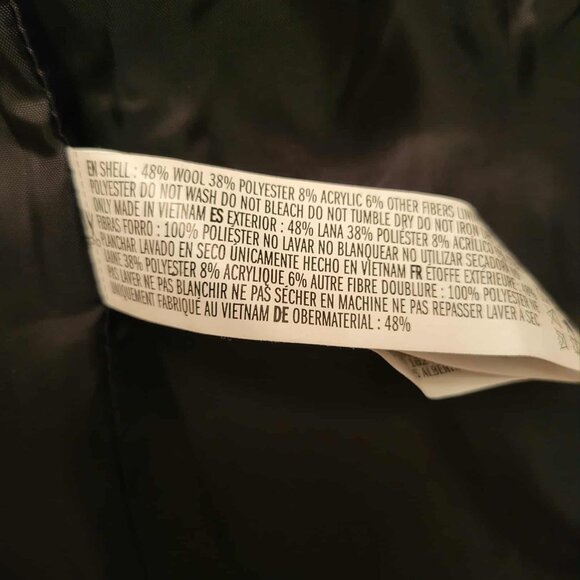 EN SHELL : 48% WOOL 38% POLYESTER 8% ACRYLIC 6% OTHER FIBERS
POLYESTER DO NOT WASH DO NOT BLEACH DO NOT TUMBLE DRY DO NOT IRON
ONLY MADE IN VIETNAM ES EXTERIOR : 48% LANA 38% POLIÉSTER 8% ACRÍLICO
FIBRAS FORRO : 100% POLIÉSTER NO LAVAR NO BLANQUEAR NO UTILIZAR SECADORA
PLANCHAR LAVADO EN SECO ÚNICAMENTE HECHO EN VIETNAM FR ÉTOFFE EXTÉRIEURE
LAINE 38% POLYESTER 8% ACRYLIQUE 6% AUTRE FIBRE DOUBLURE : 100% POLYESTER NE
PAS LAVER NE PAS BLANCHIR NE PAS SÉCHER EN MACHINE NE PAS REPASSER LAVER À SEC
UNIQUEMENT FABRIQUÉ AU VIETNAM DE OBERMATERIAL : 48%